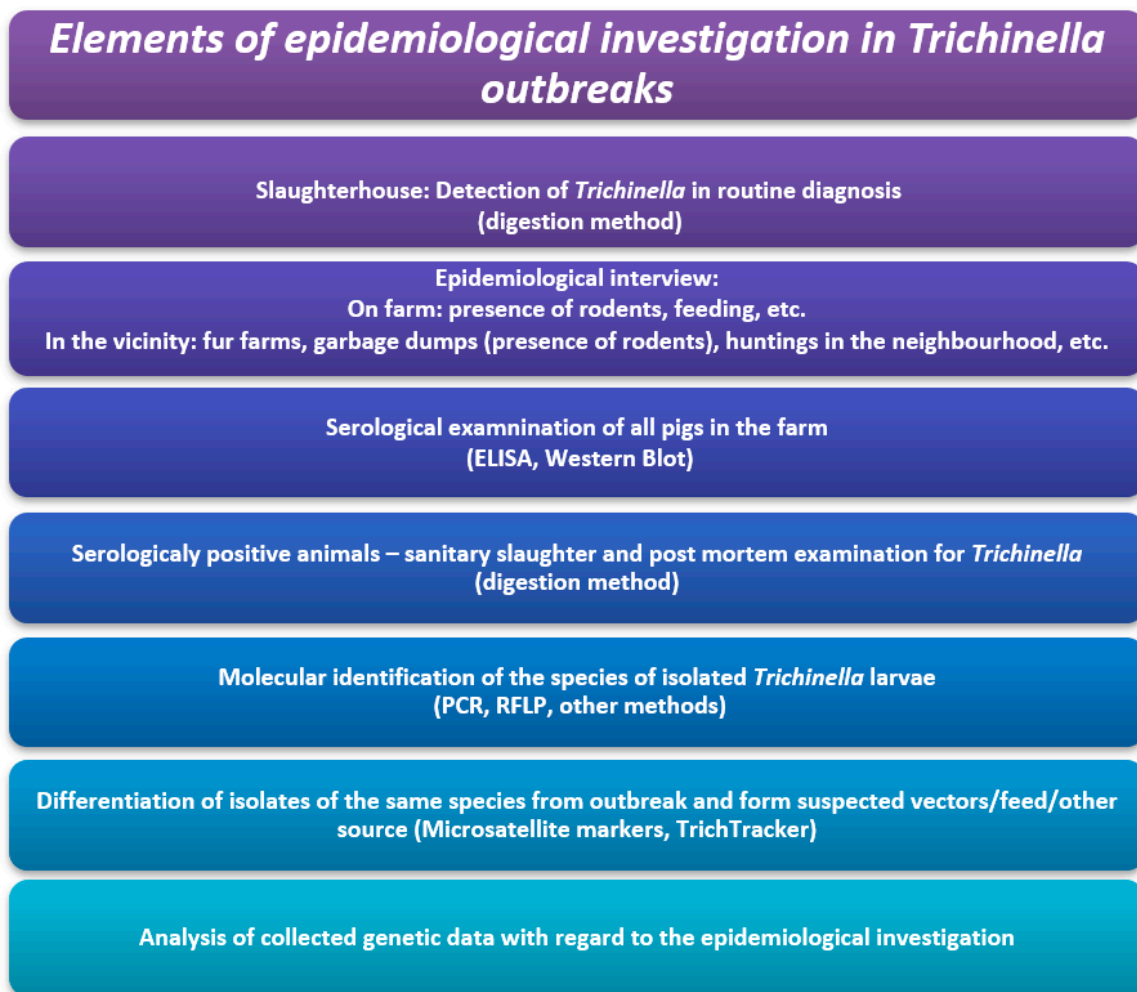 Elements of epidemiological investigation in Trichinella
outbreaks
Slaughterhouse: Detection of Trichinella in routine diagnosis
(digestion method)
Epidemiological interview:
On farm: presence of rodents, feeding, etc.
In the vicinity: fur farms, garbage dumps (presence of rodents), huntings in the neighbourhood, etc.
Serological examnination of all pigs in the farm
(ELISA, Western Blot)
Serologicaly positive animals – sanitary slaughter and post mortem examination for Trichinella
(digestion method)
Molecular identification of the species of isolated Trichinella larvae
(PCR, RFLP, other methods)
Differentiation of isolates of the same species from outbreak and form suspected vectors/feed/other
source (Microsatellite markers, TrichTracker)
Analysis of collected genetic data with regard to the epidemiological investigation